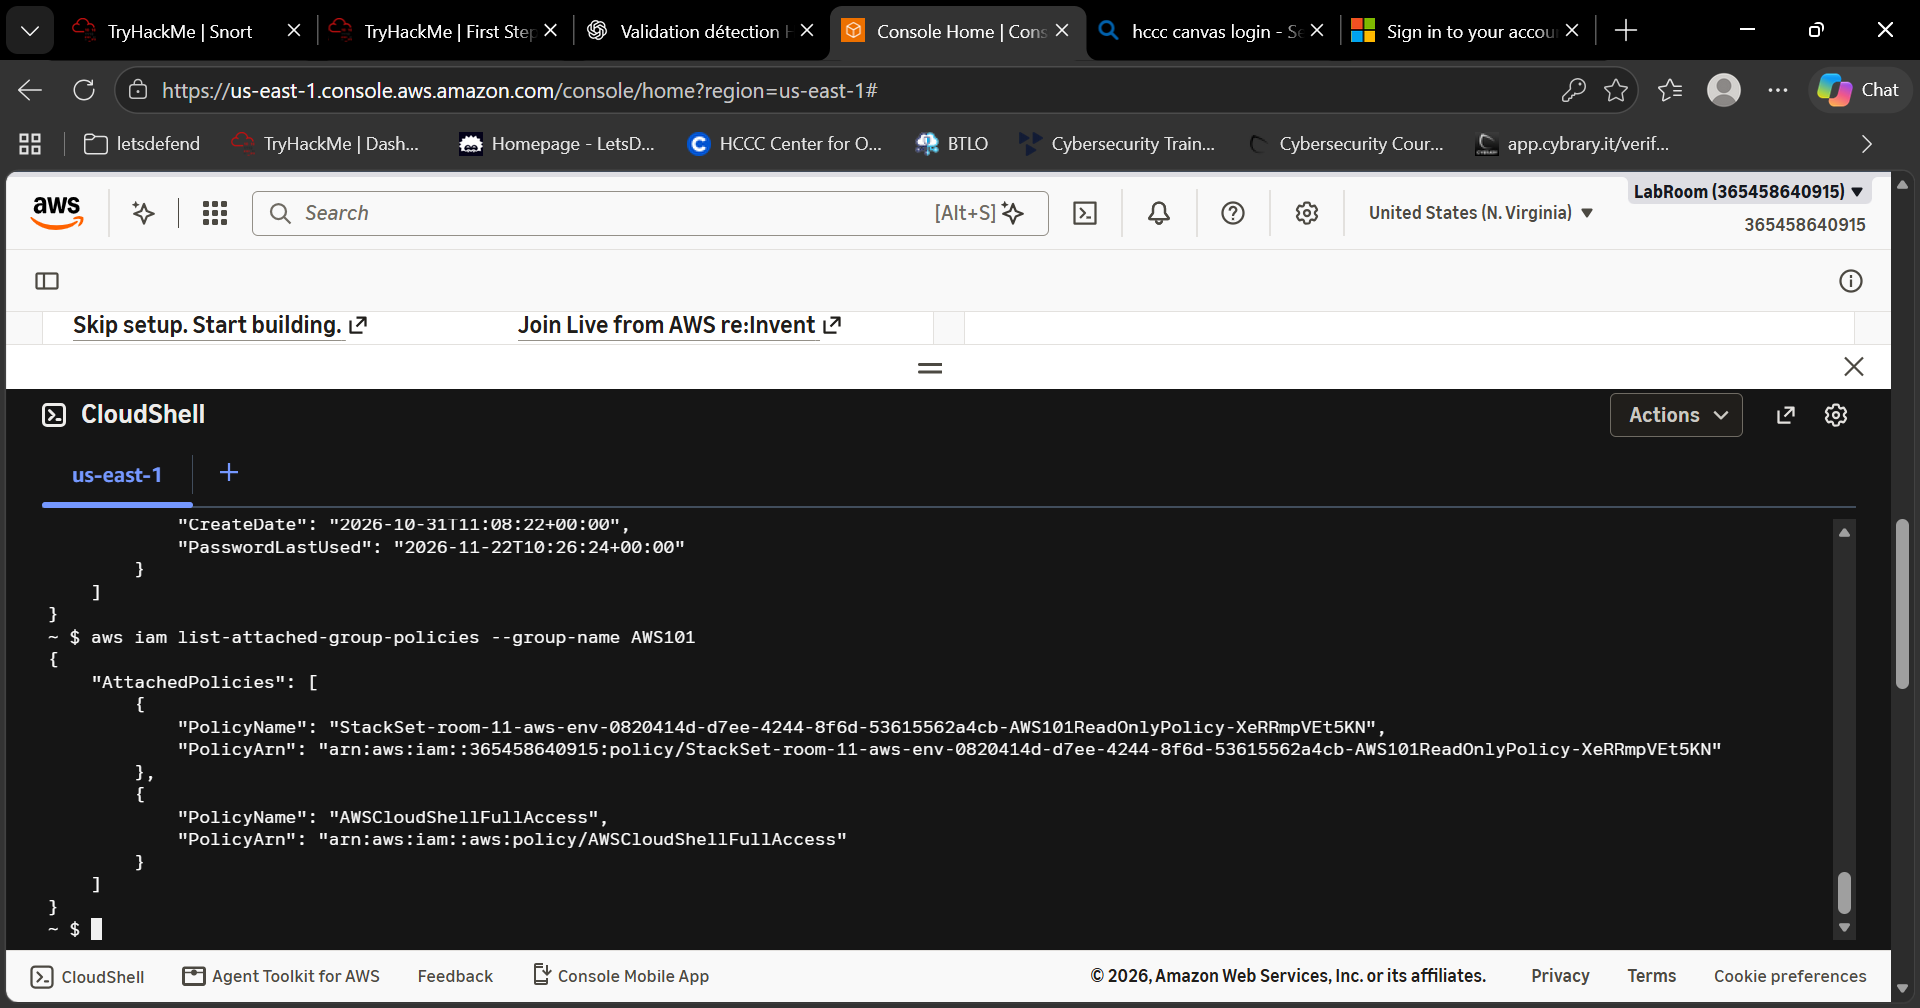 TryHackMe | Snort
TryHackMe | First Step
Validation détection
Console Home | Cons
hccc canvas login - Se
Sign in to your accou
https://us-east-1.console.aws.amazon.com/console/home?region=us-east-1#
Chat
letsdefend
TryHackMe | Dash...
Homepage - LetsD...
HCCC Center for O...
BTLO
Cybersecurity Train...
Cybersecurity Cour...
app.cybrary.it/verif...
aws
Search
[Alt+S]
United States (N. Virginia)
LabRoom (365458640915)
365458640915
Skip setup. Start building.
Join Live from AWS re:Invent
CloudShell
Actions
us-east-1
"CreateDate": "2026-10-31T11:08:22+00:00",
"PasswordLastUsed": "2026-11-22T10:26:24+00:00"
}
]
}
~ $ aws iam list-attached-group-policies --group-name AWS101
{
"AttachedPolicies": [
{
"PolicyName": "StackSet-room-11-aws-env-0820414d-d7ee-4244-8f6d-53615562a4cb-AWS101ReadOnlyPolicy-XeRRmpVEt5KN",
"PolicyArn": "arn:aws:iam::365458640915:policy/StackSet-room-11-aws-env-0820414d-d7ee-4244-8f6d-53615562a4cb-AWS101ReadOnlyPolicy-XeRRmpVEt5KN"
},
{
"PolicyName": "AWSCloudShellFullAccess",
"PolicyArn": "arn:aws:iam::aws:policy/AWSCloudShellFullAccess"
}
]
}
~ $
CloudShell
Agent Toolkit for AWS
Feedback
Console Mobile App
© 2026, Amazon Web Services, Inc. or its affiliates.
Privacy
Terms
Cookie preferences